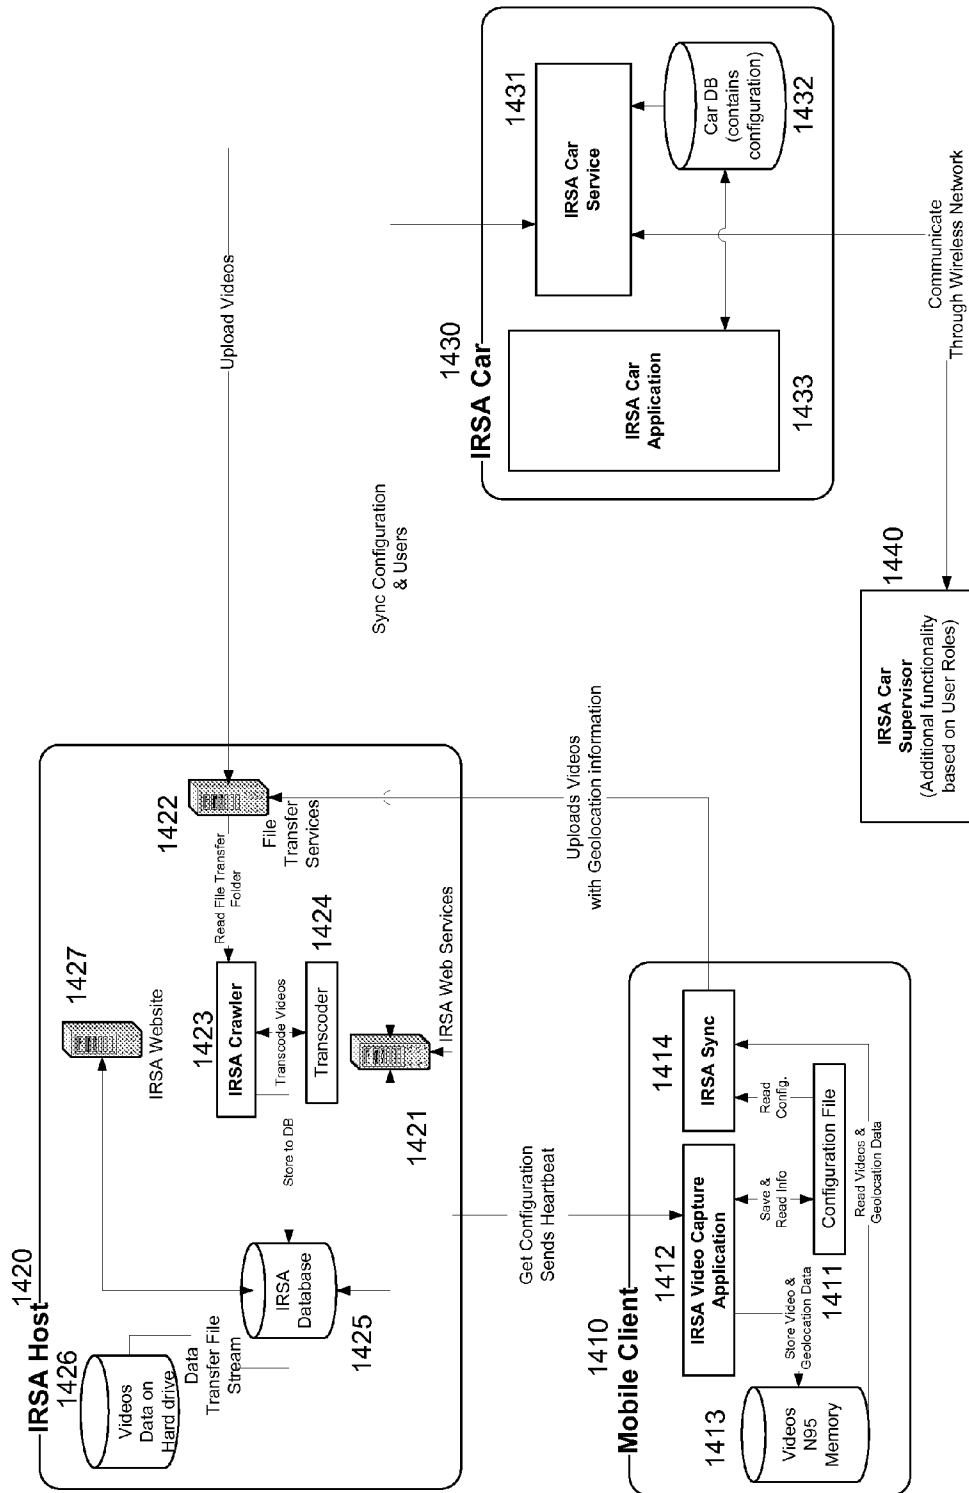 IRSA Host
1420
1426
Videos
Data on
Hard drive
Data
Transfer File
Stream
IRSA
Database
1425
1427
IRSA Website
Store to DB
1423
IRSA Crawler
Transcode Videos
Transcoder
1424
Read File Transfer
Folder
1422
File
Transfer
Services
1421
IRSA Web Services
Upload Videos
Get Configuration
Sends Heartbeat
Uploads Videos
with Geolocation information
Sync Configuration
& Users
Mobile Client
1410
1413
Videos
N95
Memory
1412
IRSA Video Capture
Application
1414
IRSA Sync
Save &
Read Info
Read
Config.
Store Video &
Geolocation Data
1411
Configuration File
Read Videos &
Geolocation Data
IRSA Car
1430
IRSA Car
Application
1433
IRSA Car
Service
1431
Car DB
(contains
configuration)
1432
1440
IRSA Car
Supervisor
(Additional functionality
based on User Roles)
Communicate
Through Wireless Network